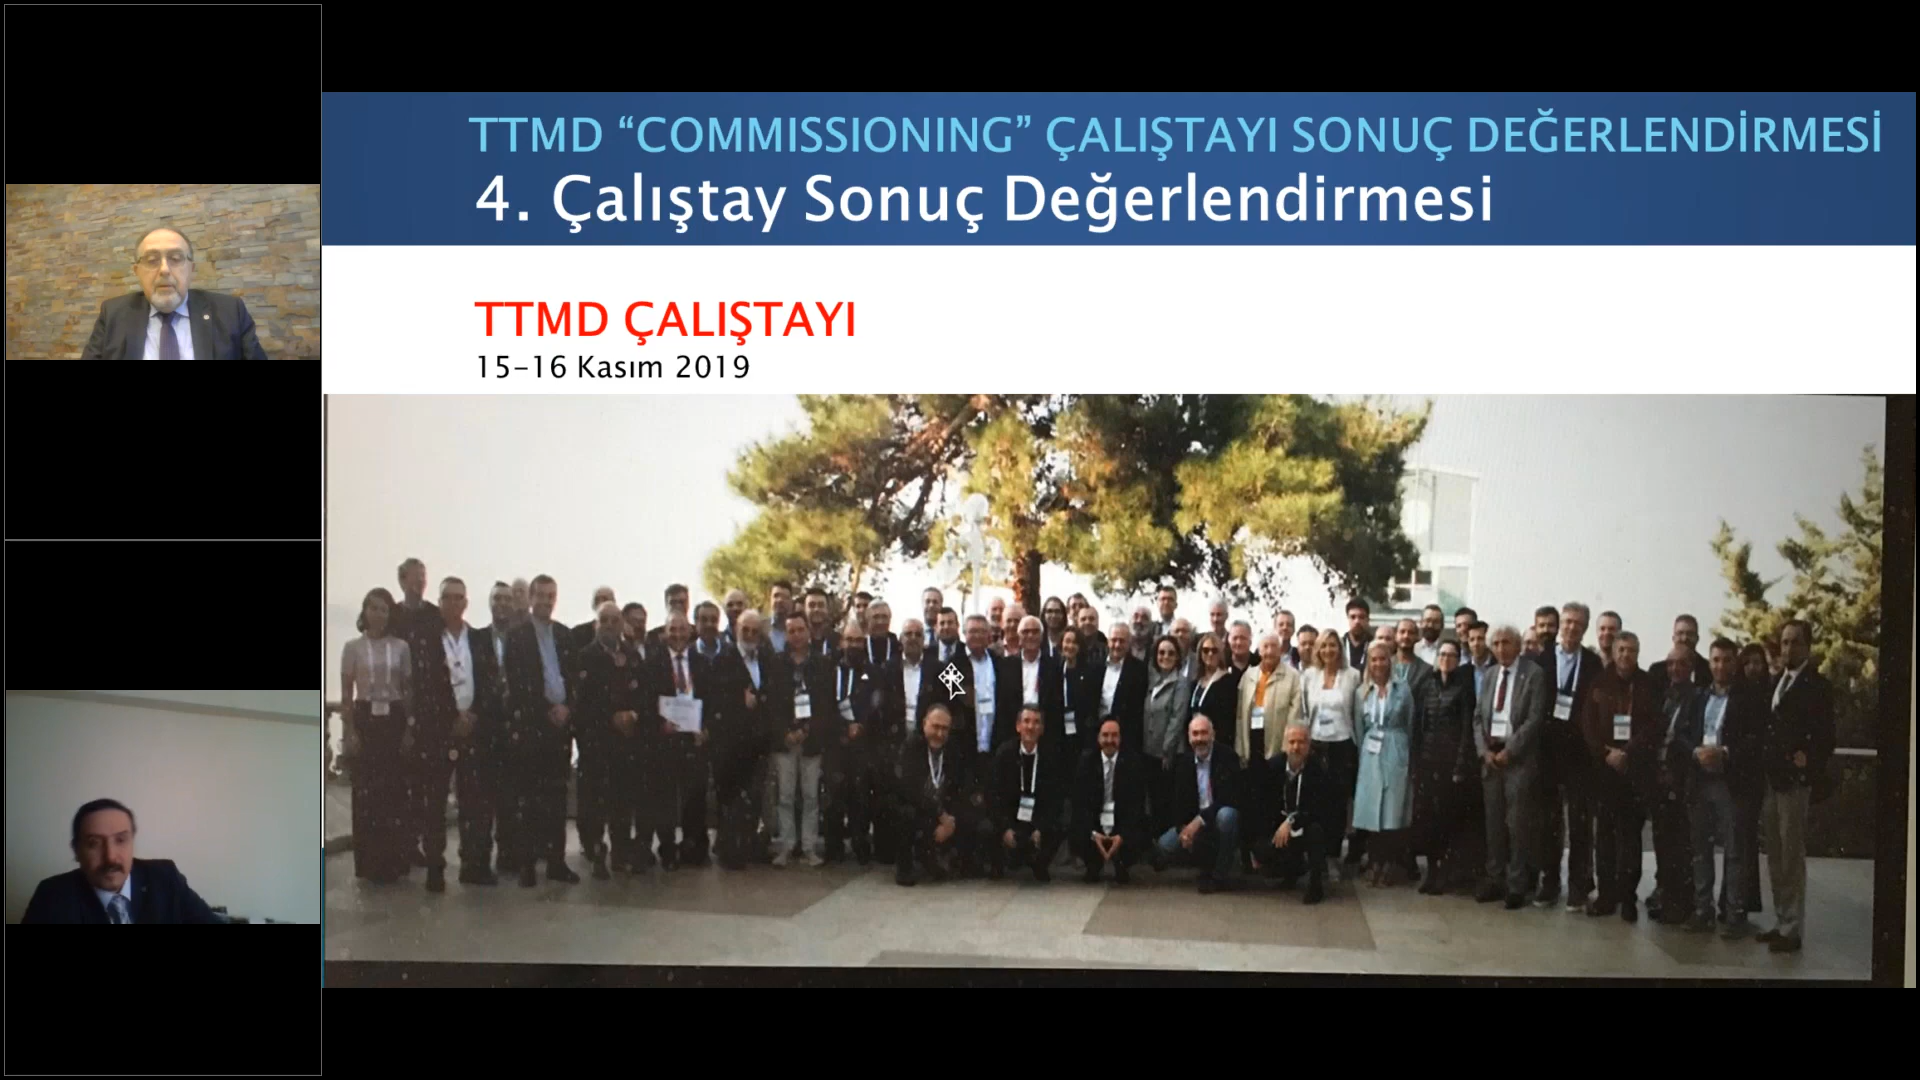 TTMD “COMMISSIONING” ÇALIŞTAYI SONUÇ DEĞERLENDİRMESİ
4. Çalıştay Sonuç Değerlendirmesi
TTMD ÇALIŞTAYI
15-16 Kasım 2019